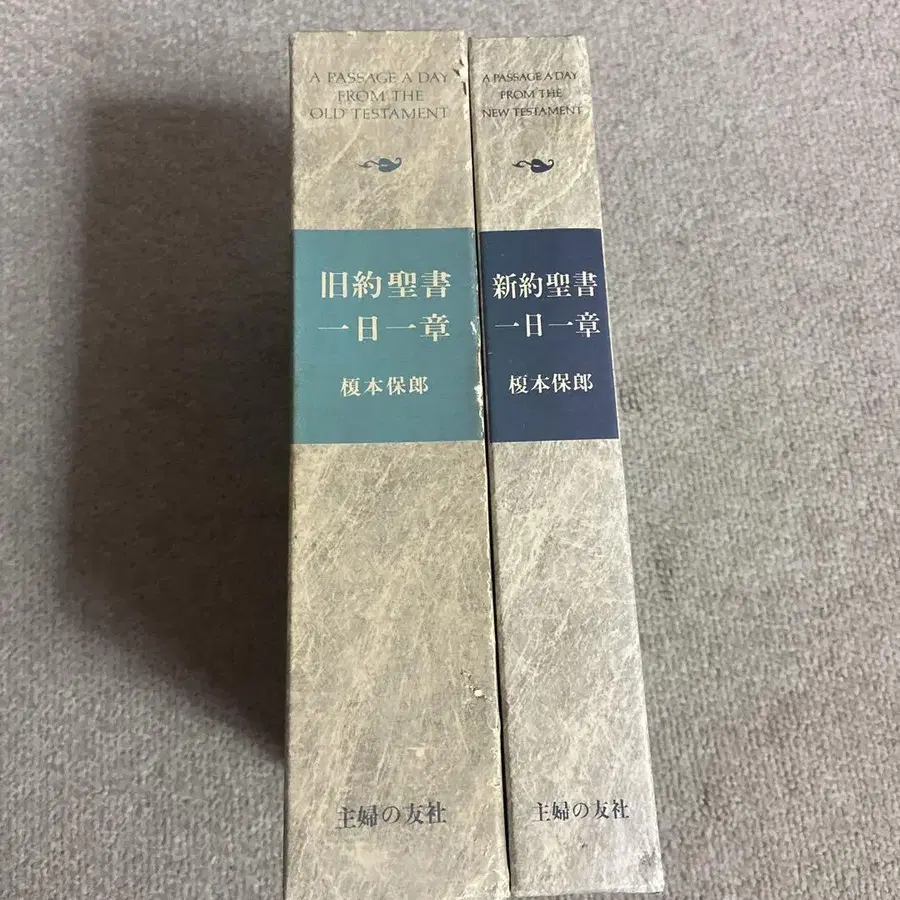 A PASSAGE A DAY
FROM THE
OLD TESTAMENT
旧約聖書
一日一章
榎本保郎
主婦の友社
A PASSAGE A DAY
FROM THE
NEW TESTAMENT
新約聖書
一日一章
榎本保郎
主婦の友社